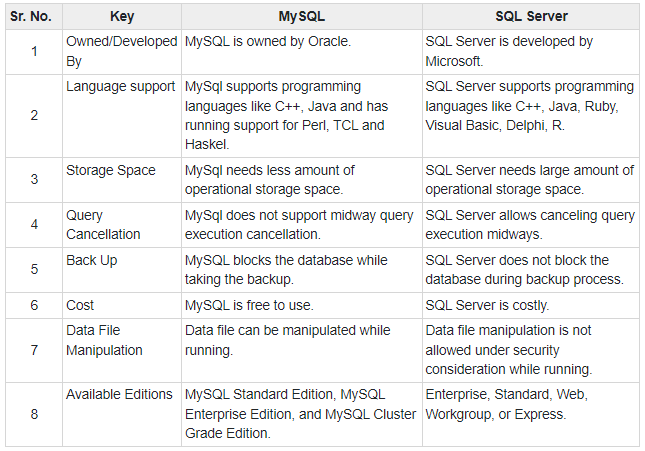 Sr. No. Key MySQL SQL Server
1 Owned/Developed By MySQL is owned by Oracle. SQL Server is developed by Microsoft.
2 Language support MySql supports programming languages like C++, Java and has running support for Perl, TCL and Haskel. SQL Server supports programming languages like C++, Java, Ruby, Visual Basic, Delphi, R.
3 Storage Space MySql needs less amount of operational storage space. SQL Server needs large amount of operational storage space.
4 Query Cancellation MySql does not support midway query execution cancellation. SQL Server allows canceling query execution midways.
5 Back Up MySQL blocks the database while taking the backup. SQL Server does not block the database during backup process.
6 Cost MySQL is free to use. SQL Server is costly.
7 Data File Manipulation Data file can be manipulated while running. Data file manipulation is not allowed under security consideration while running.
8 Available Editions MySQL Standard Edition, MySQL Enterprise Edition, and MySQL Cluster Grade Edition. Enterprise, Standard, Web, Workgroup, or Express.